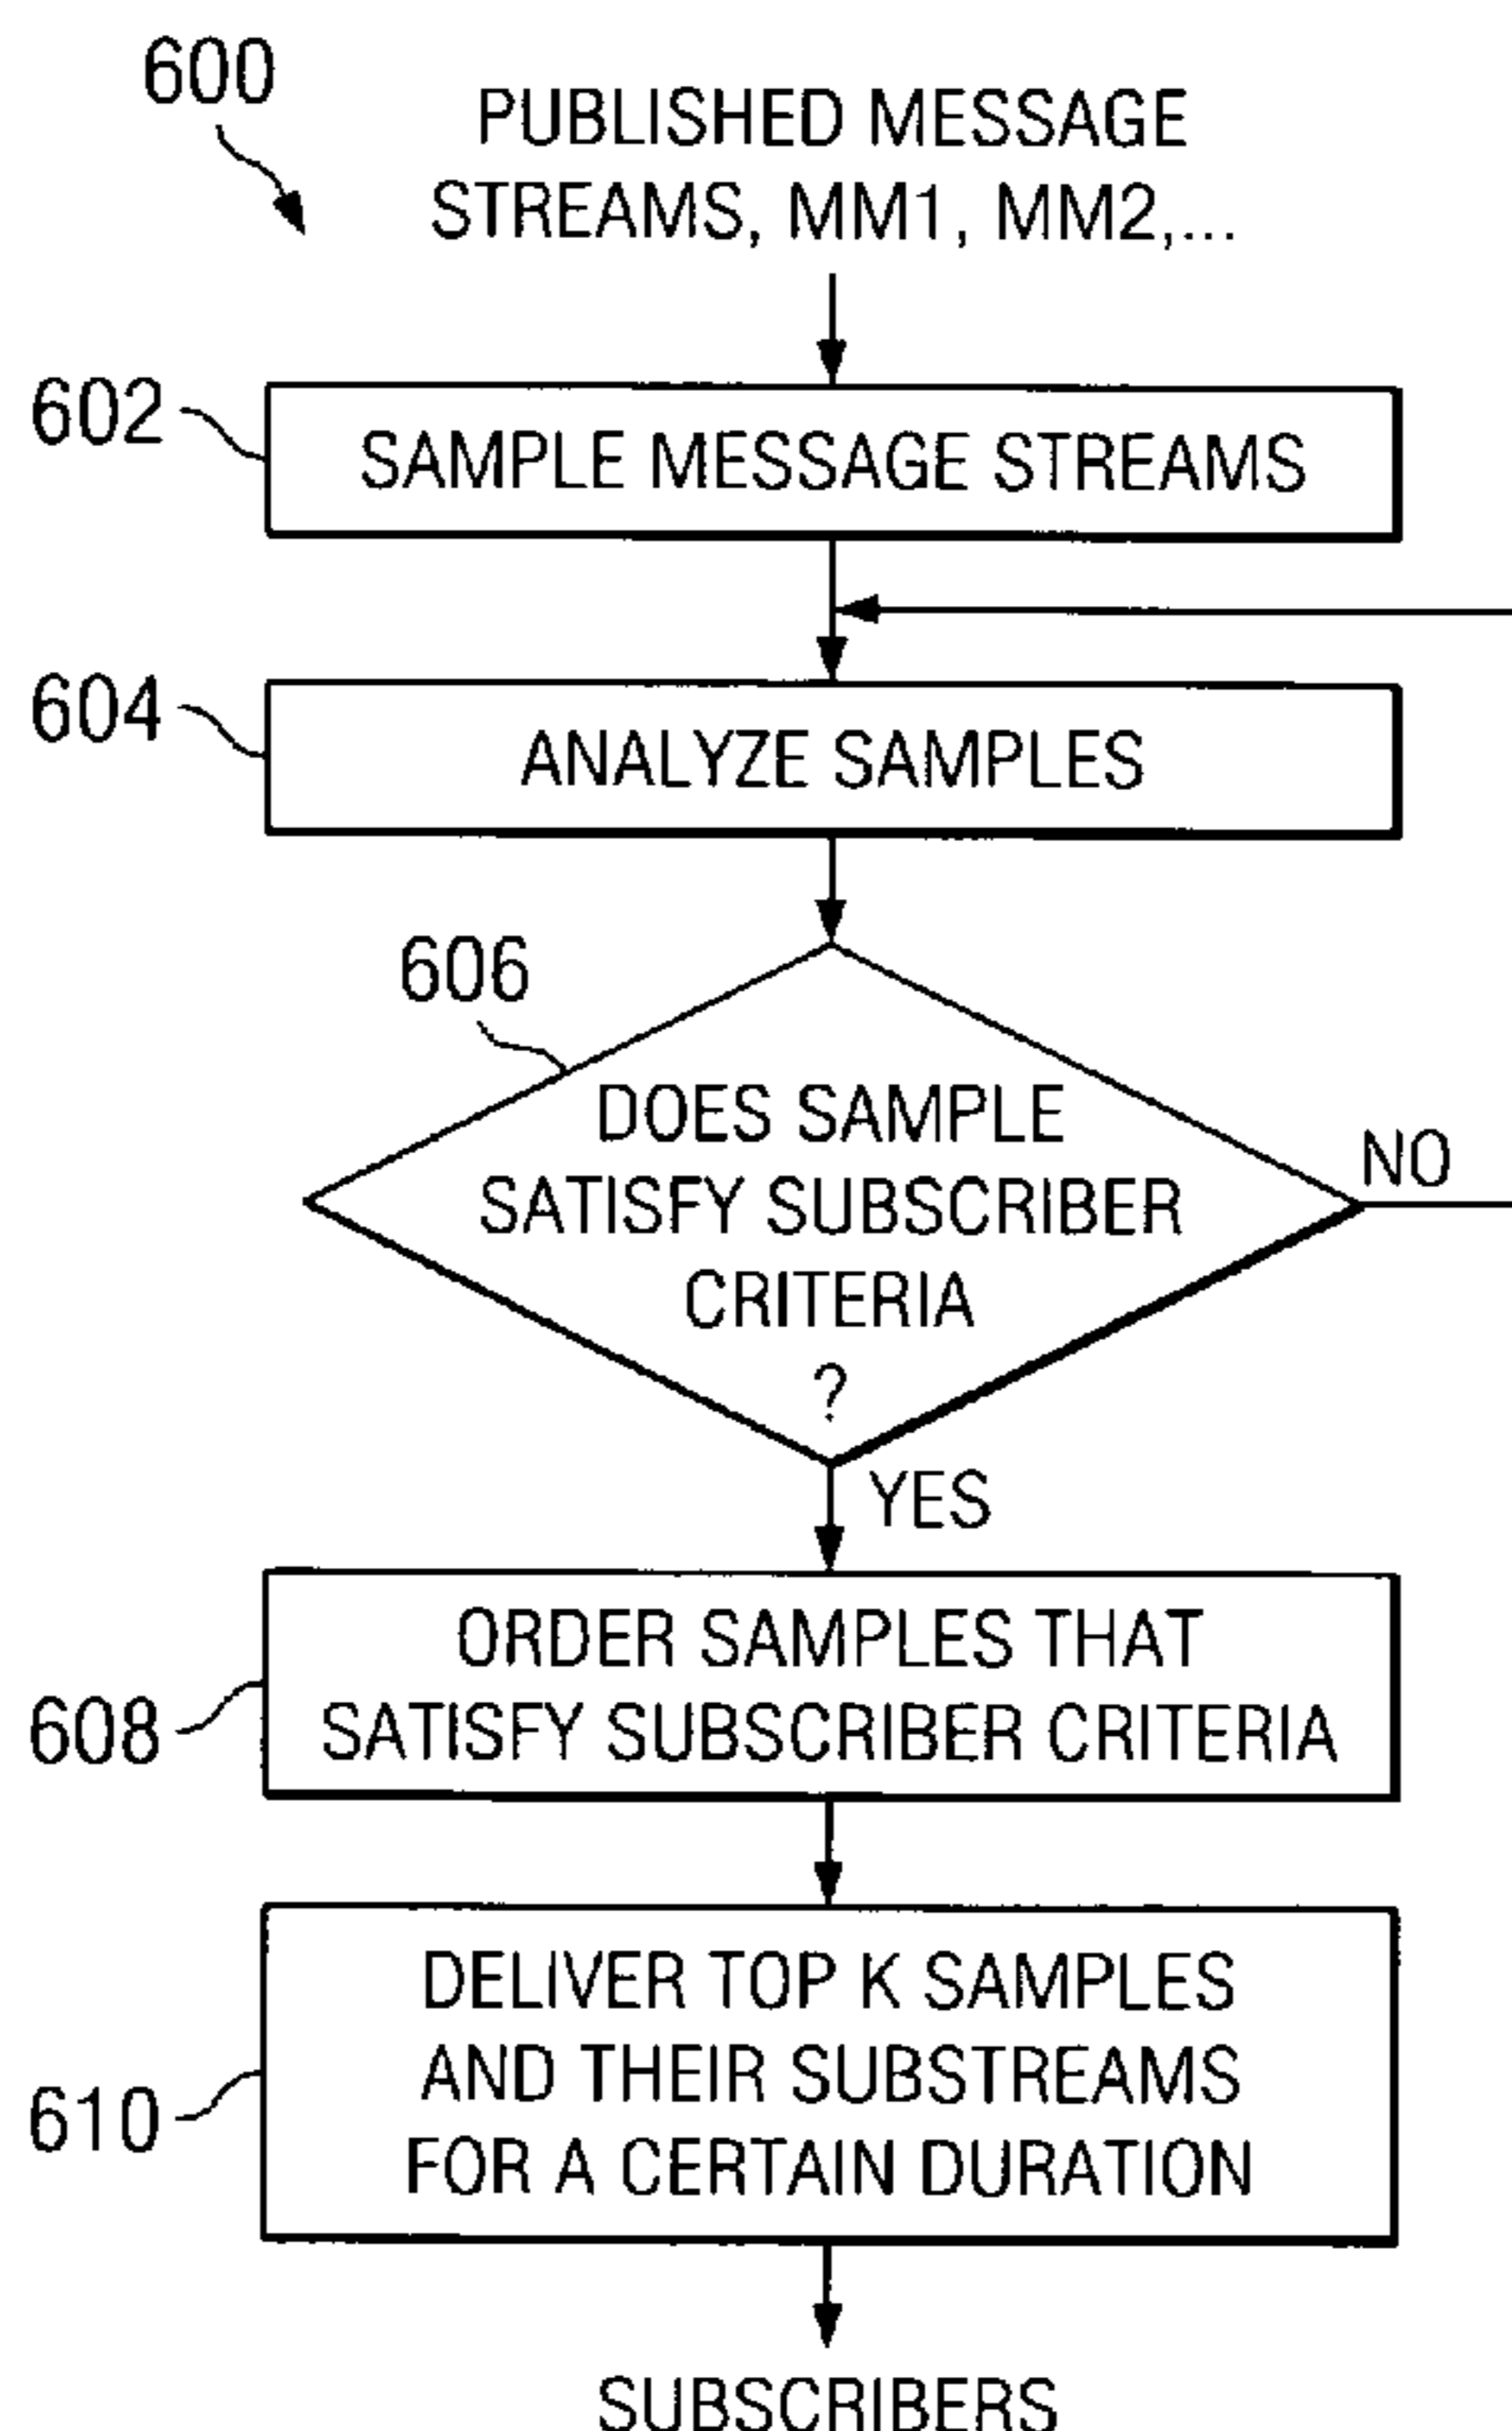 600
PUBLISHED MESSAGE
STREAMS, MM1, MM2,...
602
SAMPLE MESSAGE STREAMS
604
ANALYZE SAMPLES
606
DOES SAMPLE
SATISFY SUBSCRIBER
CRITERIA
?
NO
YES
608
ORDER SAMPLES THAT
SATISFY SUBSCRIBER CRITERIA
610
DELIVER TOP K SAMPLES
AND THEIR SUBSTREAMS
FOR A CERTAIN DURATION
SUBSCRIBERS